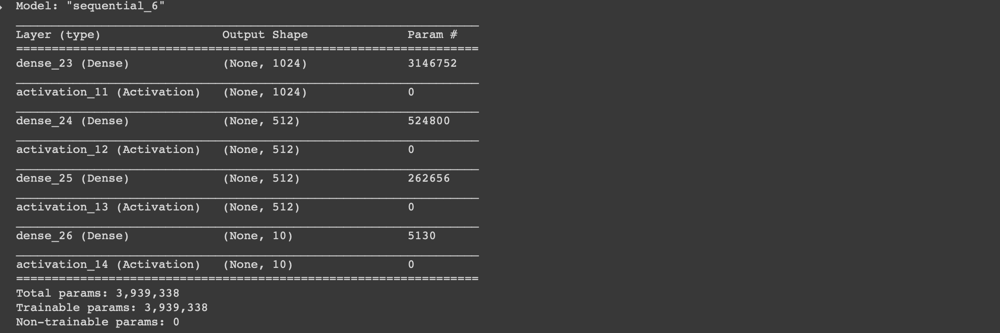 Model: "sequential_6"
_________________________________________________________________
Layer (type)                 Output Shape              Param #
=================================================================
dense_23 (Dense)             (None, 1024)              3146752
_________________________________________________________________
activation_11 (Activation)   (None, 1024)              0
_________________________________________________________________
dense_24 (Dense)             (None, 512)               524800
_________________________________________________________________
activation_12 (Activation)   (None, 512)               0
_________________________________________________________________
dense_25 (Dense)             (None, 512)               262656
_________________________________________________________________
activation_13 (Activation)   (None, 512)               0
_________________________________________________________________
dense_26 (Dense)             (None, 10)                5130
_________________________________________________________________
activation_14 (Activation)   (None, 10)                0
=================================================================
Total params: 3,939,338
Trainable params: 3,939,338
Non-trainable params: 0